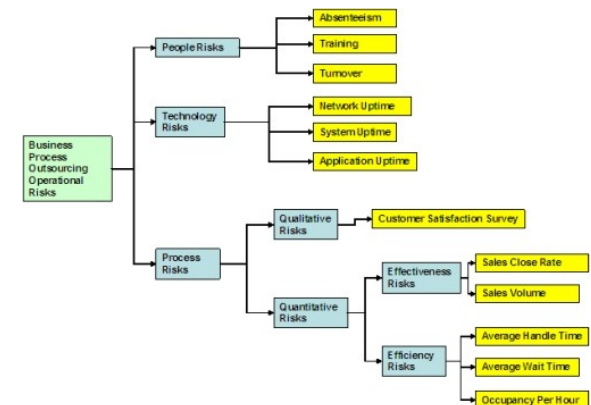 Absenteeism
People Risks
Training
Turnover
Network Uptime
Technology
Risks
System Uptime
Application Uptime
Business
Process
Outsourcing
Operational
Risks
Qualitative
Risks
Customer Satisfaction Survey
Process
Risks
Effectiveness
Risks
Sales Close Rate
Sales Volume
Quantitative
Risks
Average Handle Time
Efficiency
Risks
Average Wait Time
Occupancy Per Hour